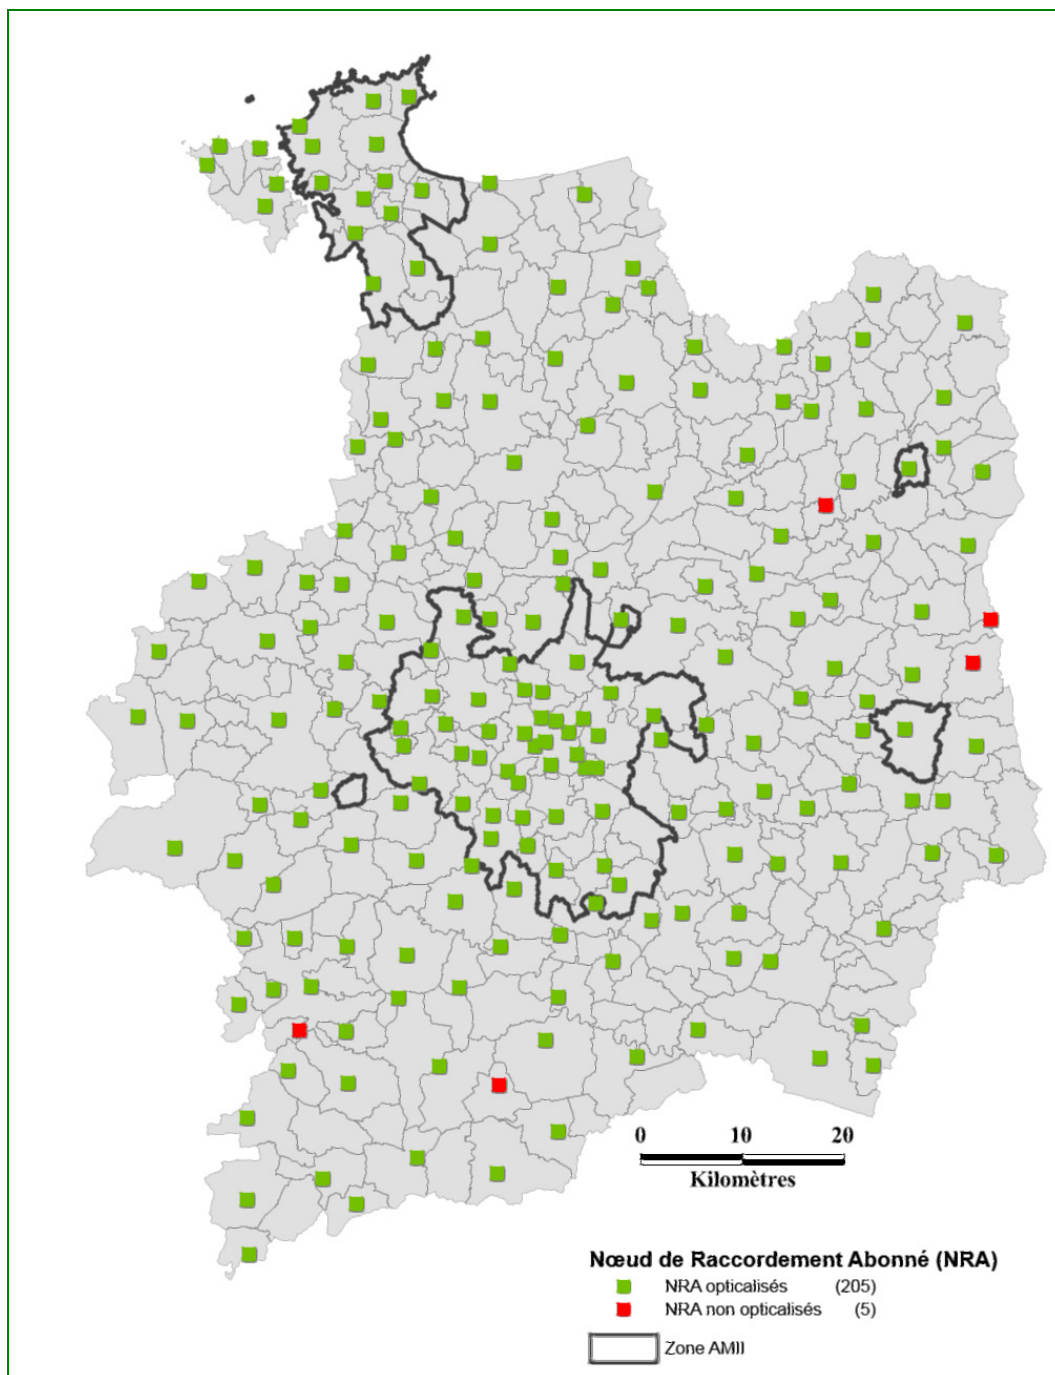 0 10 20
Kilomètres
Nœud de Raccordement Abonné (NRA)
NRA opticalisés (205)
NRA non opticalisés (5)
Zone AMII